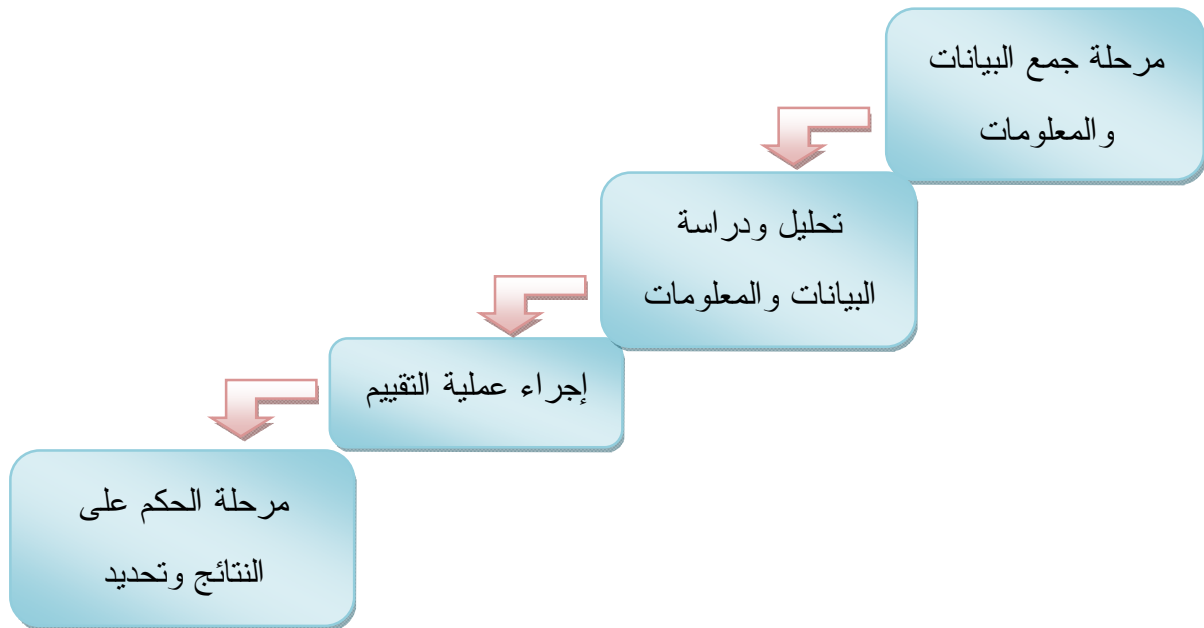 مرحلة جمع البيانات
والمعلومات
تحليل ودراسة
البيانات والمعلومات
إجراء عملية التقييم
مرحلة الحكم على
النتائج وتحديد